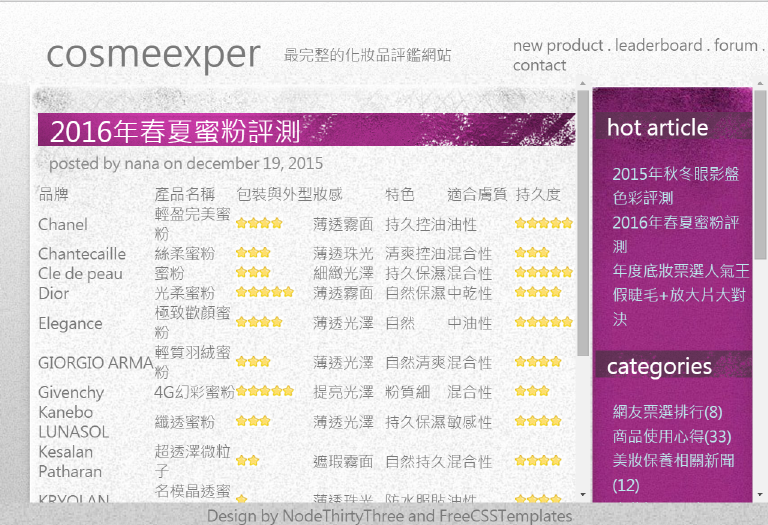 cosmeexper 最完整的化妝品評鑑網站
new product . leaderboard . forum .
contact
2016年春夏蜜粉評測
posted by nana on december 19, 2015
品牌 產品名稱 包裝與外型 妝感 特色 適合膚質 持久度
Chanel 輕盈完美蜜粉 薄透霧面 持久控油 油性
Chantecaille 絲柔蜜粉 薄透珠光 清爽控油 混合性
Cle de peau 蜜粉 細緻光澤 持久保濕 混合性
Dior 光柔蜜粉 薄透霧面 自然保濕 中乾性
Elegance 極致歡顏蜜粉 薄透光澤 自然 中油性
GIORGIO ARMA 輕質羽絨蜜粉 薄透光澤 自然清爽 混合性
Givenchy 4G幻彩蜜粉 提亮光澤 粉質細 混合性
Kanebo
LUNASOL 纖透蜜粉 薄透光澤 持久保濕 敏感性
Kesalan
Patharan 超透澤微粒子 遮瑕霧面 自然持久 混合性
KRYOLAN 名模晶透蜜 薄透珠光 防水服貼 油性
hot article
2015年秋冬眼影盤
色彩評測
2016年春夏蜜粉評
測
年度底妝票選人氣王
假睫毛+放大片大對
決
categories
網友票選排行(8)
商品使用心得(33)
美妝保養相關新聞
(12)
Design by NodeThirtyThree and FreeCSSTemplates